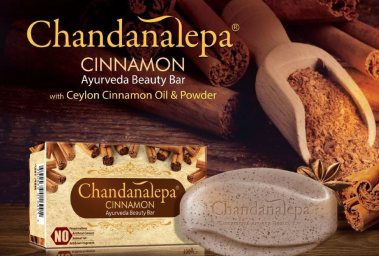 Chandanalepa®
CINNAMON
Ayurveda Beauty Bar
with Ceylon Cinnamon Oil & Powder
Chandanalepa®
CINNAMON
Ayurveda Beauty Bar
NO
Chandanalepa